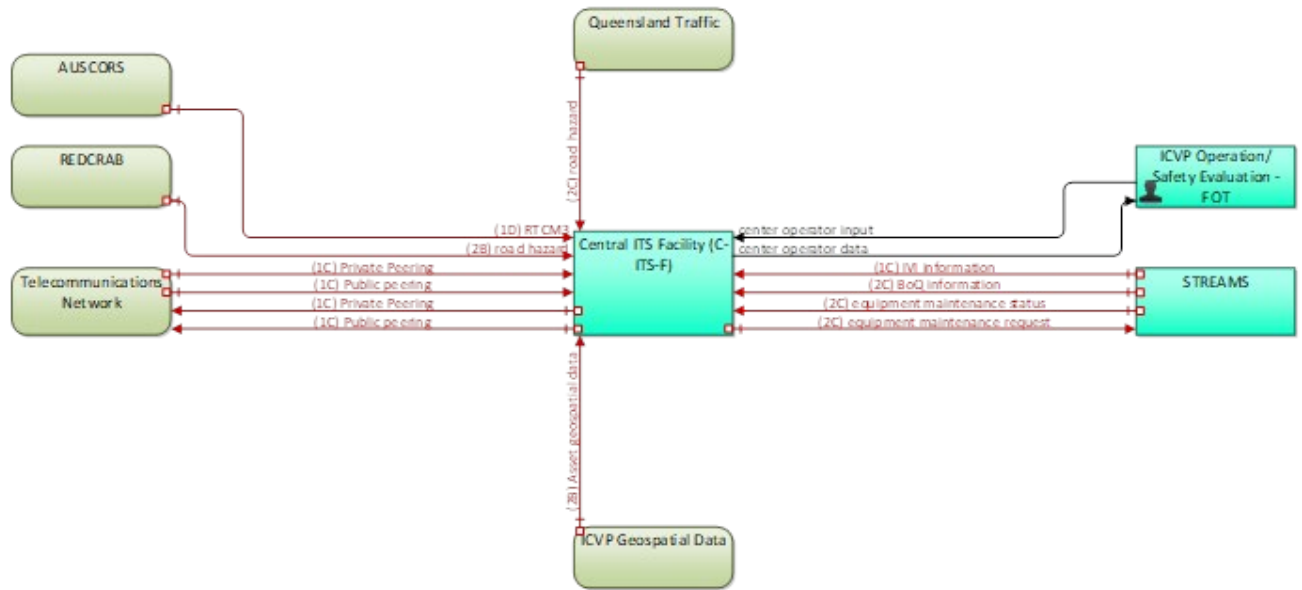 Queensland Traffic
AUSCORS
(2C) road hazard
REDCRAB
ICVP Operation/
Safety Evaluation -
FOT
(1D) RTCM3
center operator input
(2B) road hazard
center operator data
Central ITS Facility (C-
ITS-F)
Telecommunications
Network
(1C) Private Peering
(1C) Public peering
(1C) Private Peering
(1C) Public peering
(1C) IVI information
(2C) BoQ information
(2C) equipment maintenance status
(2C) equipment maintenance request
STREAMS
(2B) Asset geospatial data
ICVP Geospatial Data